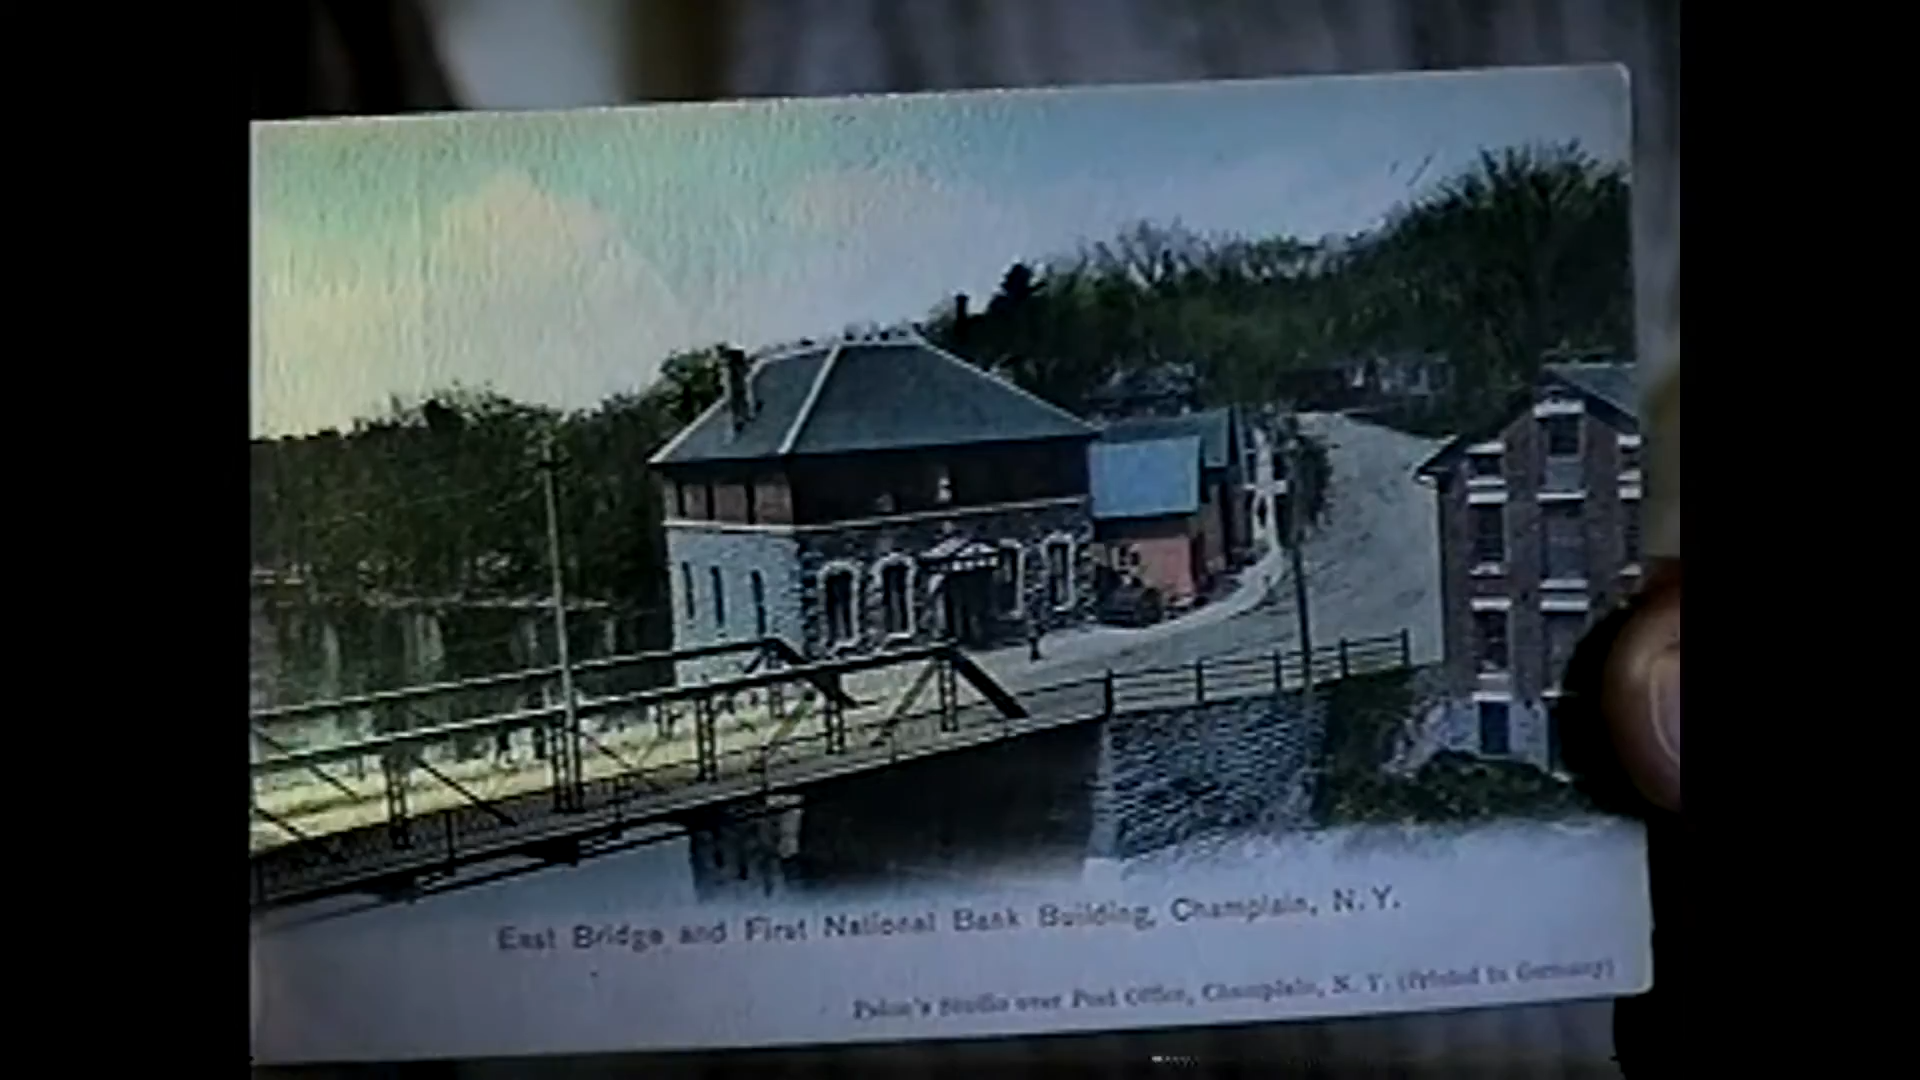 East Bridge and First National Bank Building, Champlain, N.Y.
Studio over Post Office, Champlain, N. Y. (Printed in Germany)